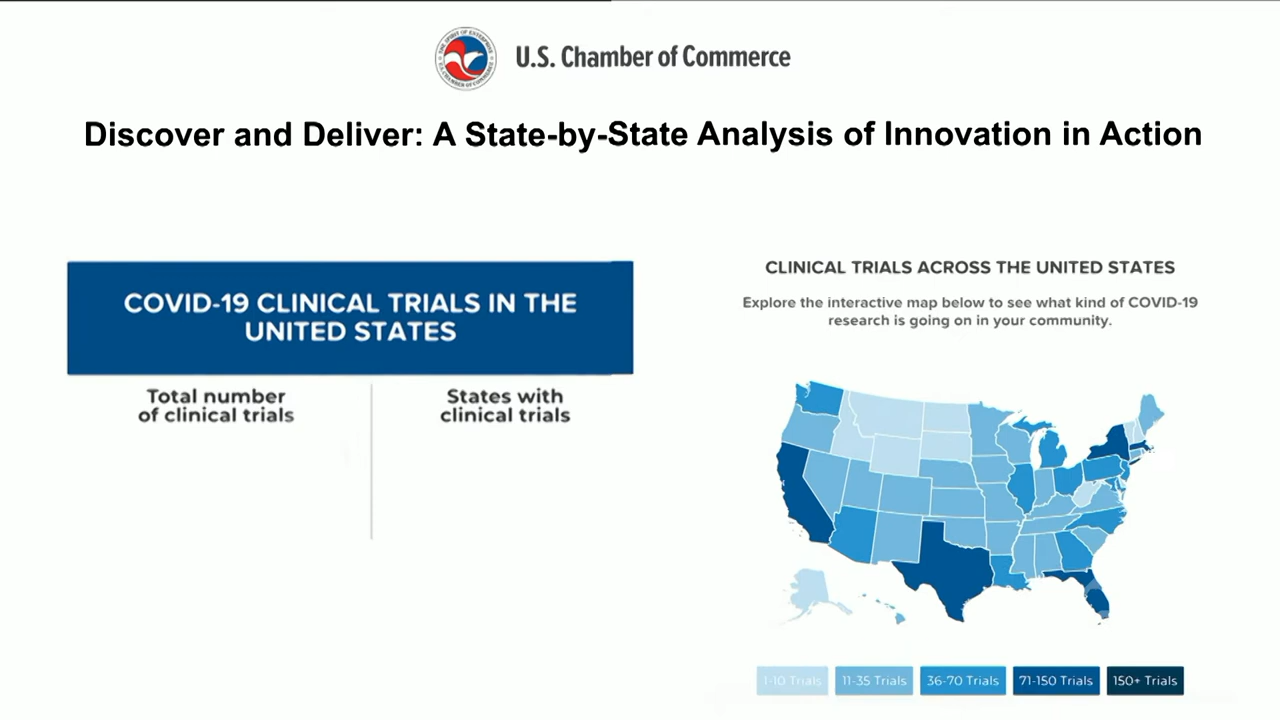 U.S. Chamber of Commerce
Discover and Deliver: A State-by-State Analysis of Innovation in Action
COVID-19 CLINICAL TRIALS IN THE
UNITED STATES
Total number
of clinical trials
States with
clinical trials
CLINICAL TRIALS ACROSS THE UNITED STATES
Explore the interactive map below to see what kind of COVID-19
research is going on in your community.
1-10 Trials
11-35 Trials
36-70 Trials
71-150 Trials
150+ Trials